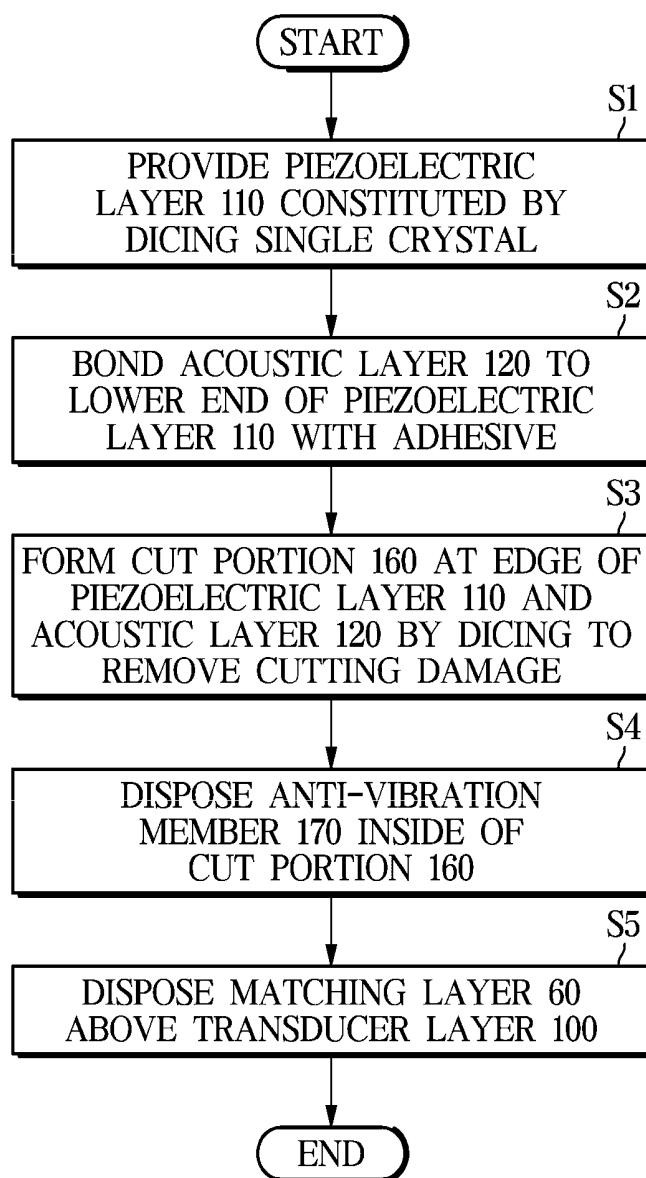 START
S1
PROVIDE PIEZOELECTRIC
LAYER 110 CONSTITUTED BY
DICING SINGLE CRYSTAL
S2
BOND ACOUSTIC LAYER 120 TO
LOWER END OF PIEZOELECTRIC
LAYER 110 WITH ADHESIVE
S3
FORM CUT PORTION 160 AT EDGE OF
PIEZOELECTRIC LAYER 110 AND
ACOUSTIC LAYER 120 BY DICING TO
REMOVE CUTTING DAMAGE
S4
DISPOSE ANTI-VIBRATION
MEMBER 170 INSIDE OF
CUT PORTION 160
S5
DISPOSE MATCHING LAYER 60
ABOVE TRANSDUCER LAYER 100
END